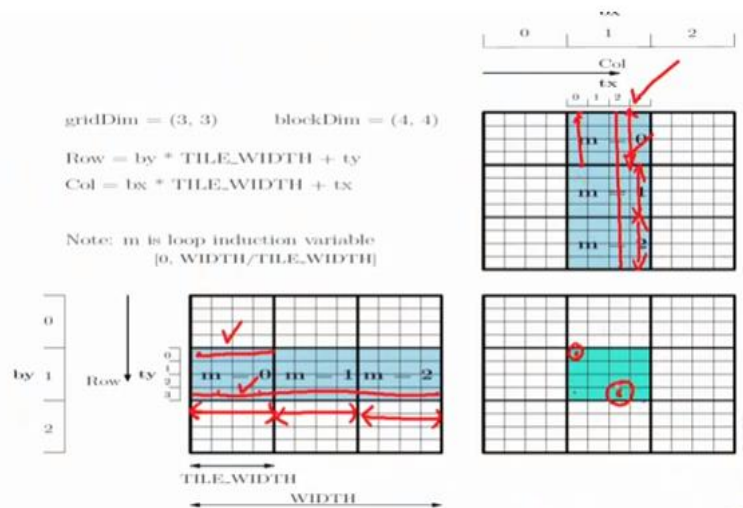 bx
0 1 2
Col
tx
0 1 2
gridDim = (3, 3) blockDim = (4, 4)
m = 0
Row = by * TILE_WIDTH + ty
Col = bx * TILE_WIDTH + tx
m = 1
Note: m is loop induction variable
m = 2
[0, WIDTH/TILE_WIDTH]
0
by 1 Row ty 0 1 2 3 m = 0 m = 1 m = 2
2
TILE_WIDTH
WIDTH